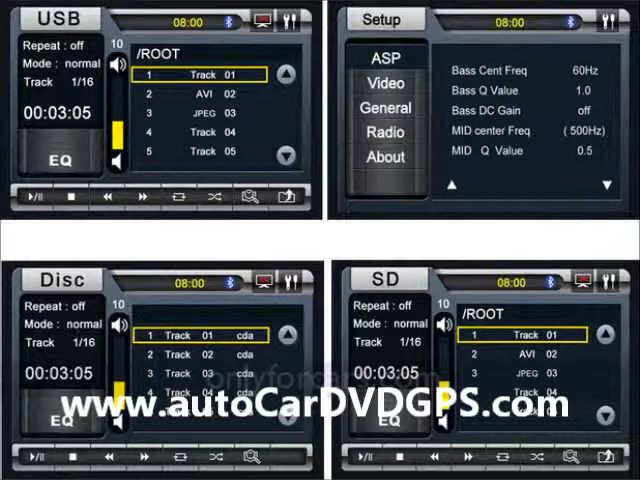 USB
08:00
Repeat : off
Mode : normal
Track 1/16
00:03:05
EQ
10
/ROOT
1 Track 01
2 AVI 02
3 JPEG 03
4 Track 04
5 Track 05
Setup
08:00
ASP
Video
General
Radio
About
Bass Cent Freq 60Hz
Bass Q Value 1.0
Bass DC Gain off
MID center Freq ( 500Hz)
MID Q Value 0.5
Disc
08:00
Repeat : off
Mode : normal
Track 1/16
00:03:05
EQ
10
1 Track 01 cda
2 Track 02 cda
3 Track 03 cda
4 Track 04 cda
SD
08:00
Repeat : off
Mode : normal
Track 1/16
00:03:05
EQ
10
/ROOT
1 Track 01
2 AVI 02
3 JPEG 03
www.autoCarDVDGPS.com